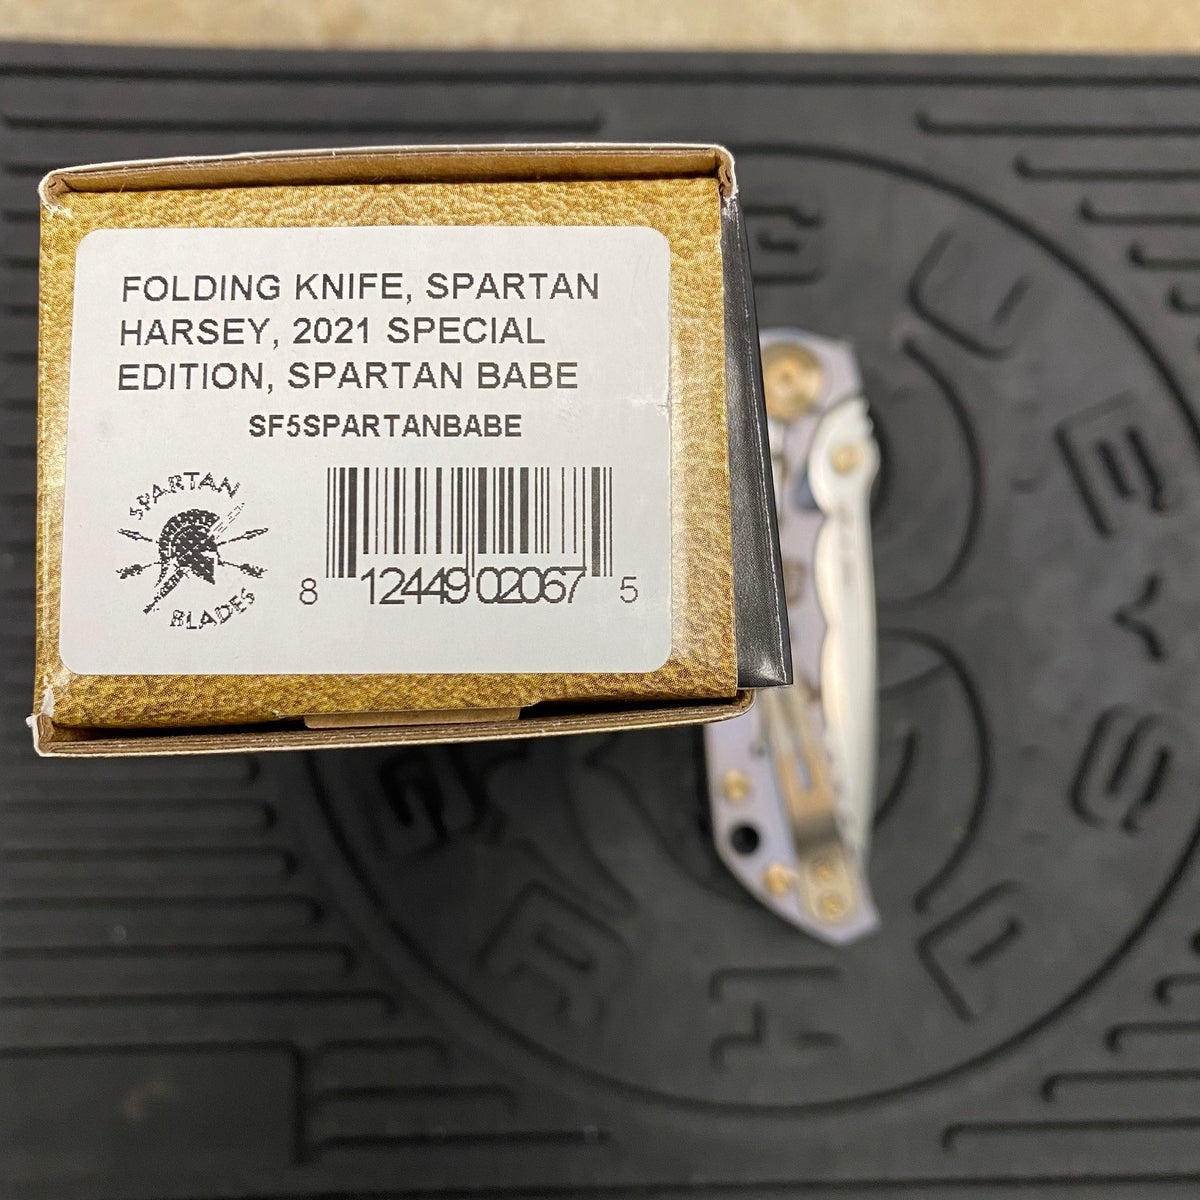 FOLDING KNIFE, SPARTAN
HARSEY, 2021 SPECIAL
EDITION, SPARTAN BABE
SF5SPARTANBABE
SPARTAN
BLADES
8 12449 02067 5